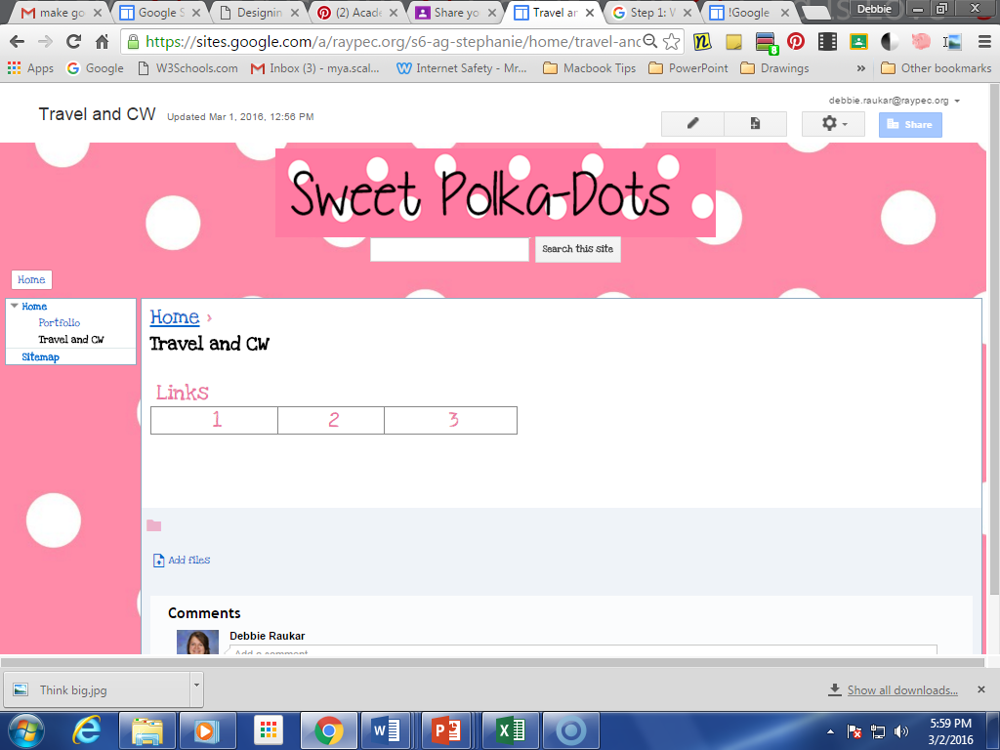 make go
Google S
Designin
(2) Acade
Share yo
Travel an
Step 1: W
!Google
Debbie
https://sites.google.com/a/raypec.org/s6-ag-stephanie/home/travel-anc
8
Apps
Google
W3Schools.com
Inbox (3) - mya.scal...
Internet Safety - Mr...
Macbook Tips
PowerPoint
Drawings
»
Other bookmarks
debbie.raukar@raypec.org
Travel and CW Updated Mar 1, 2016, 12:56 PM
Share
Sweet Polka-Dots
Search this site
Home
Home
Portfolio
Travel and CW
Sitemap
Home ›
Travel and CW
Links
1 2 3
Add files
Comments
Debbie Raukar
Add a comment
Think big.jpg
Show all downloads...
5:59 PM
3/2/2016